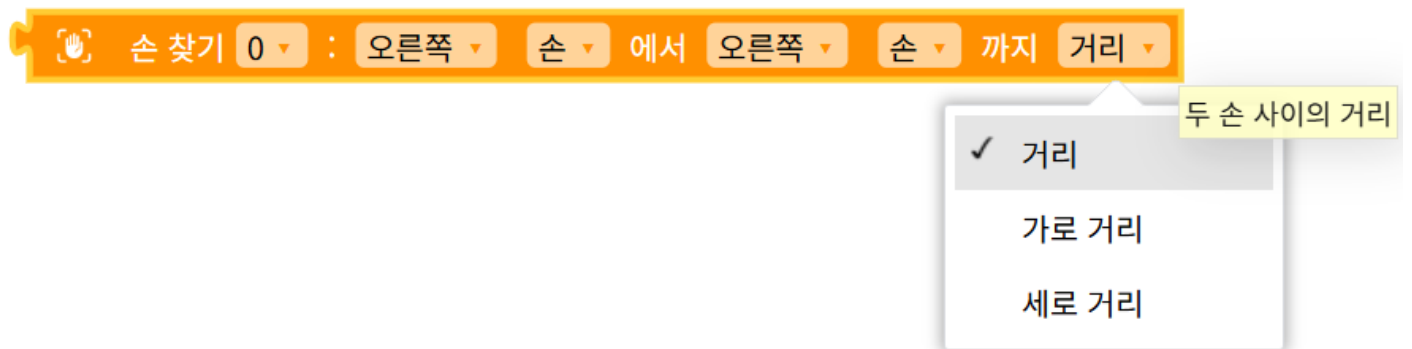 손 찾기 0 : 오른쪽 손 에서 오른쪽 손 까지 거리
두 손 사이의 거리
✓ 거리
가로 거리
세로 거리